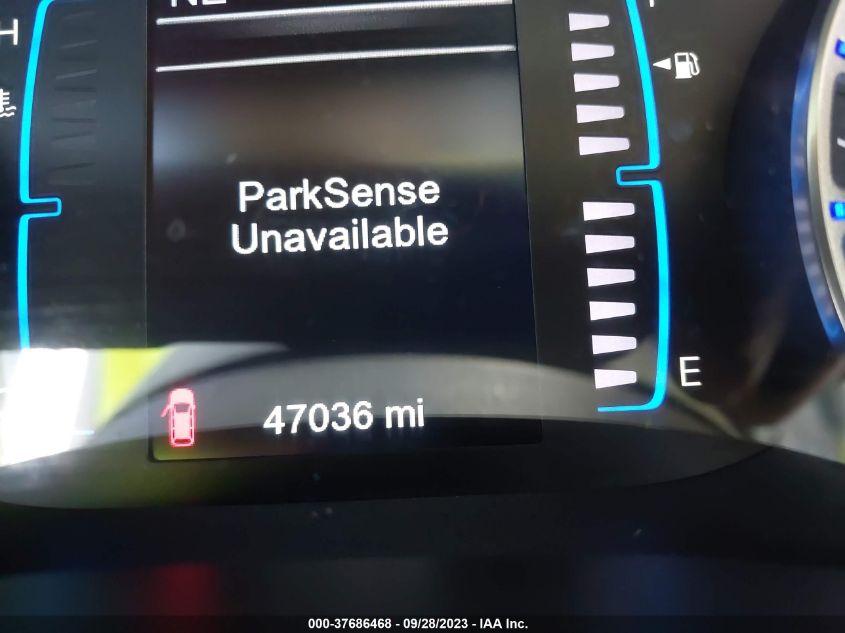 H
ParkSense
Unavailable
E
47036 mi
000-37686468 - 09/28/2023 - IAA Inc.